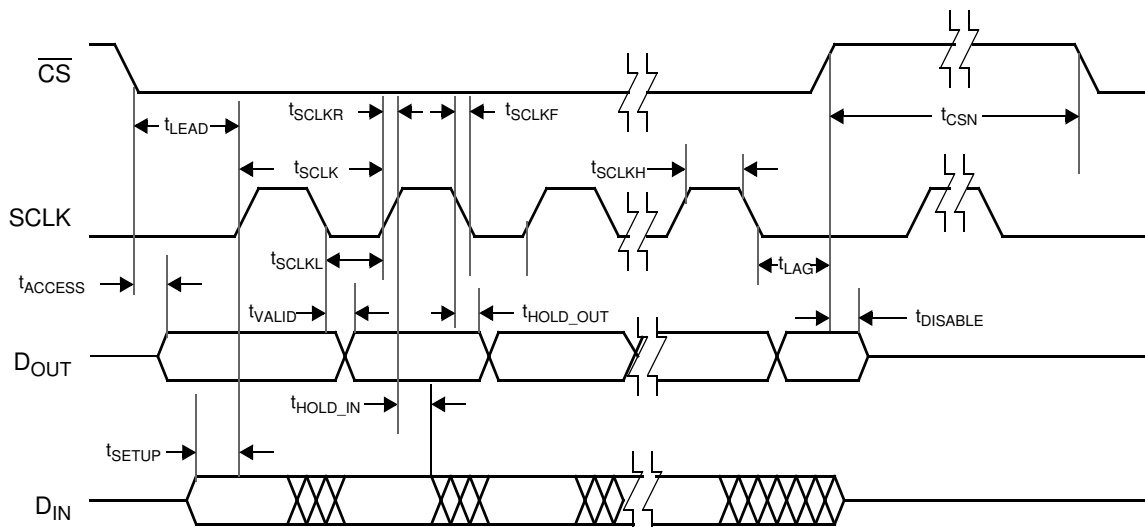 CS
tSCLKR
tSCLKF
tLEAD
tCSN
tSCLK
tSCLKH
SCLK
tSCLKL
tLAG
tACCESS
tVALID
tHOLD_OUT
tDISABLE
DOUT
tHOLD_IN
tSETUP
DIN